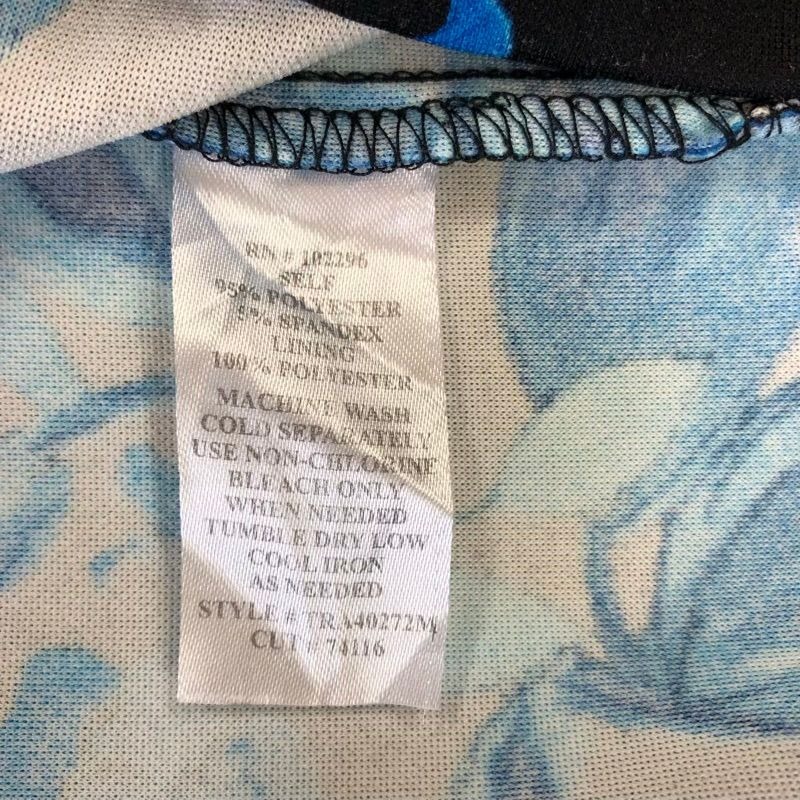 RN # 102296
SELF
95% POLYESTER
5% SPANDEX
LINING
100% POLYESTER
MACHINE WASH
COLD SEPARATELY
USE NON-CHLORINE
BLEACH ONLY
WHEN NEEDED
TUMBLE DRY LOW
COOL IRON
AS NEEDED
STYLE # TRA40272M
CUT # 74116